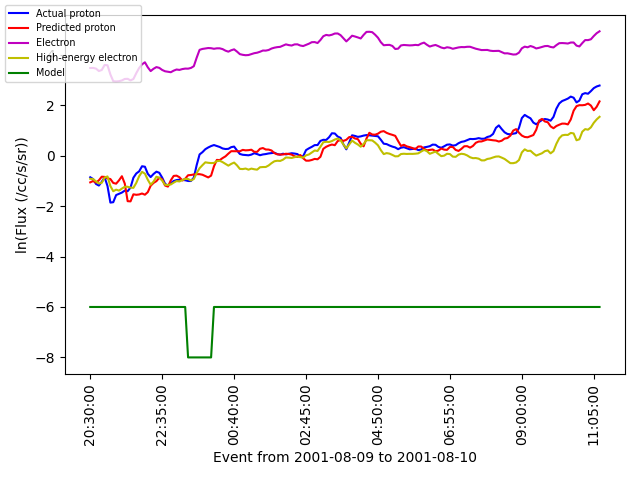 Actual proton
Predicted proton
Electron
High-energy electron
Model
ln(Flux (/cc/s/sr))
4
2
0
−2
−4
−6
−8
20:30:00
22:35:00
00:40:00
02:45:00
04:50:00
06:55:00
09:00:00
11:05:00
Event from 2001-08-09 to 2001-08-10